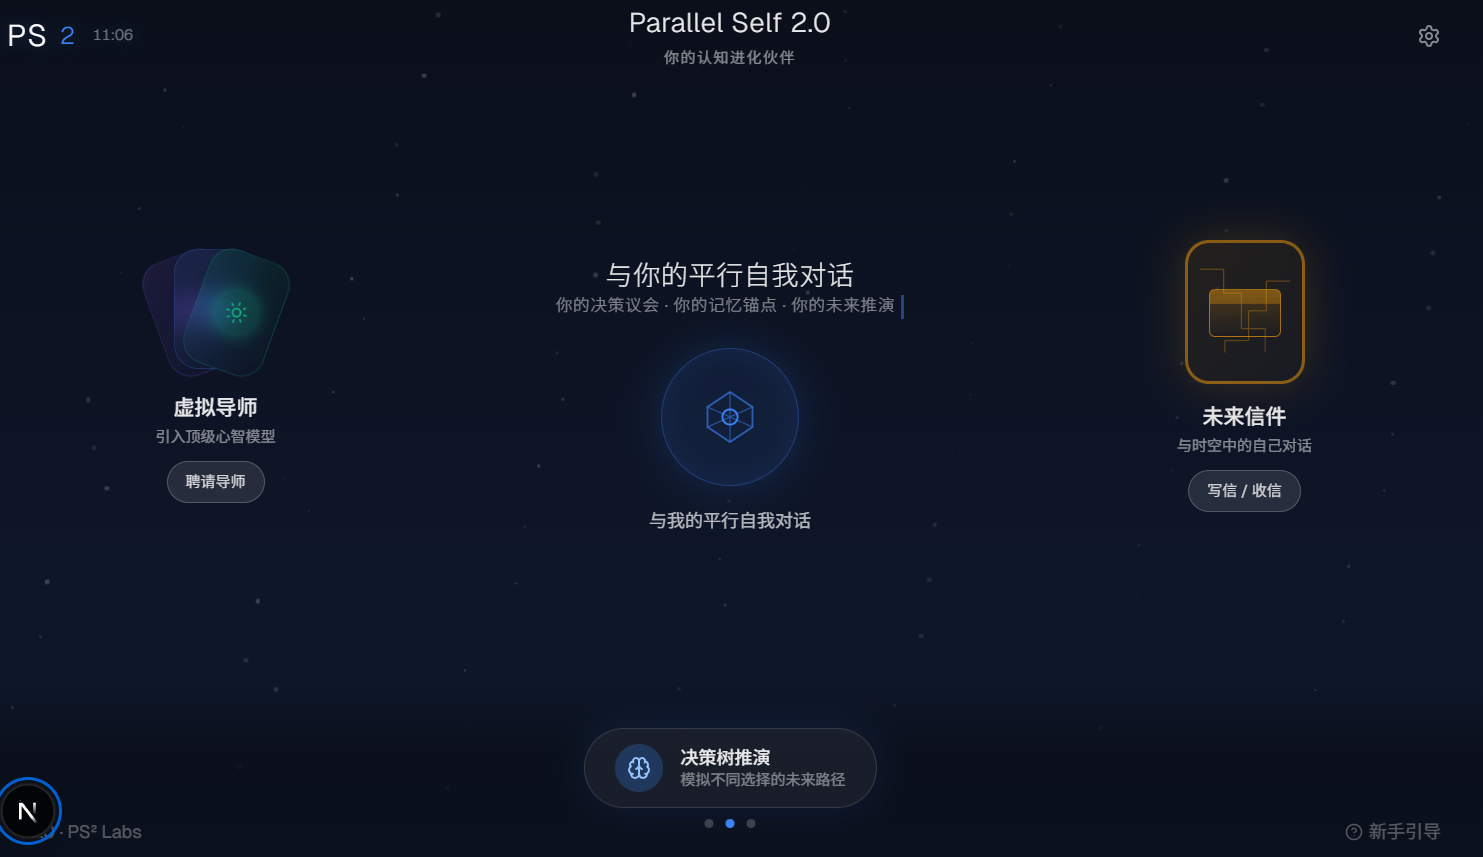 PS 2 11:06
Parallel Self 2.0
你的认知进化伙伴
与你的平行自我对话
你的决策议会 · 你的记忆锚点 · 你的未来推演
虚拟导师
引入顶级心智模型
聘请导师
与我的平行自我对话
未来信件
与时空中的自己对话
写信 / 收信
决策树推演
模拟不同选择的未来路径
N
· PS² Labs
新手引导